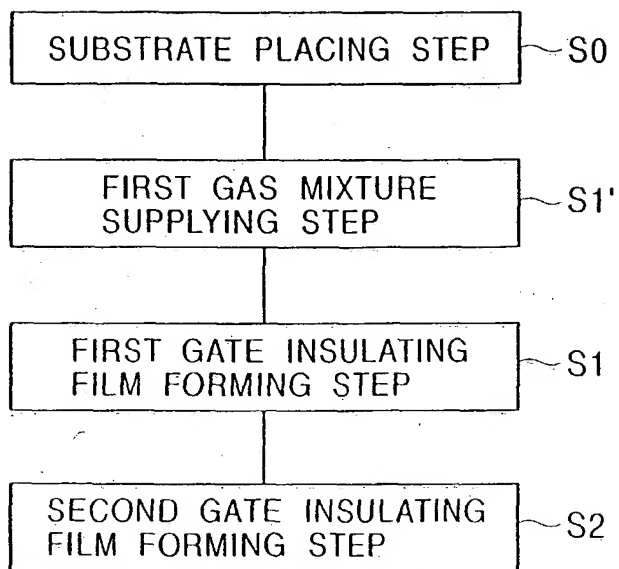 SUBSTRATE PLACING STEP
S0
FIRST GAS MIXTURE
SUPPLYING STEP
S1'
FIRST GATE INSULATING
FILM FORMING STEP
S1
SECOND GATE INSULATING
FILM FORMING STEP
S2